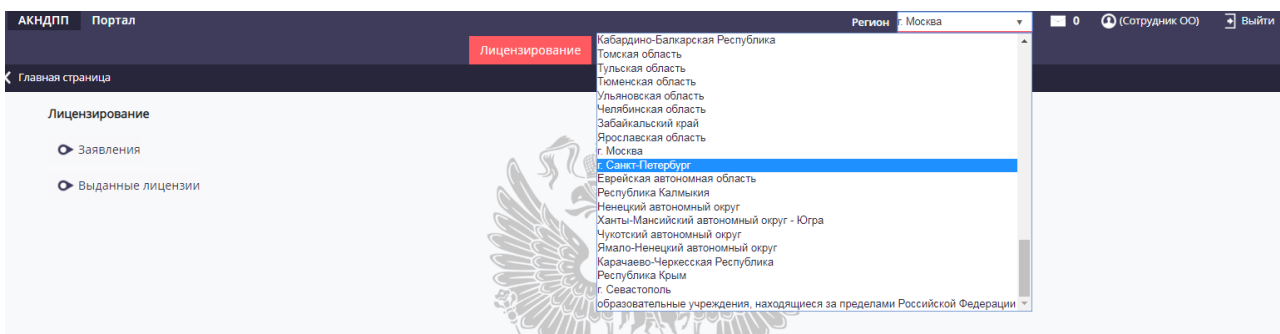 АКНДПП Портал Регион г. Москва 0 (Сотрудник ОО) Выйти
Лицензирование
Главная страница
Лицензирование
Заявления
Выданные лицензии
Кабардино-Балкарская Республика
Томская область
Тульская область
Тюменская область
Ульяновская область
Челябинская область
Забайкальский край
Ярославская область
г. Москва
г. Санкт-Петербург
Еврейская автономная область
Республика Калмыкия
Ненецкий автономный округ
Ханты-Мансийский автономный округ - Югра
Чукотский автономный округ
Ямало-Ненецкий автономный округ
Карачаево-Черкесская Республика
Республика Крым
г. Севастополь
образовательные учреждения, находящиеся за пределами Российской Федерации